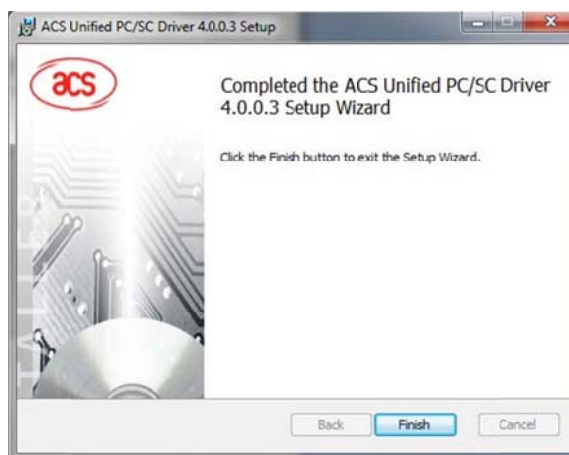 ACS Unified PC/SC Driver 4.0.0.3 Setup
acs
Completed the ACS Unified PC/SC Driver
4.0.0.3 Setup Wizard
Click the Finish button to exit the Setup Wizard.
Back
Finish
Cancel